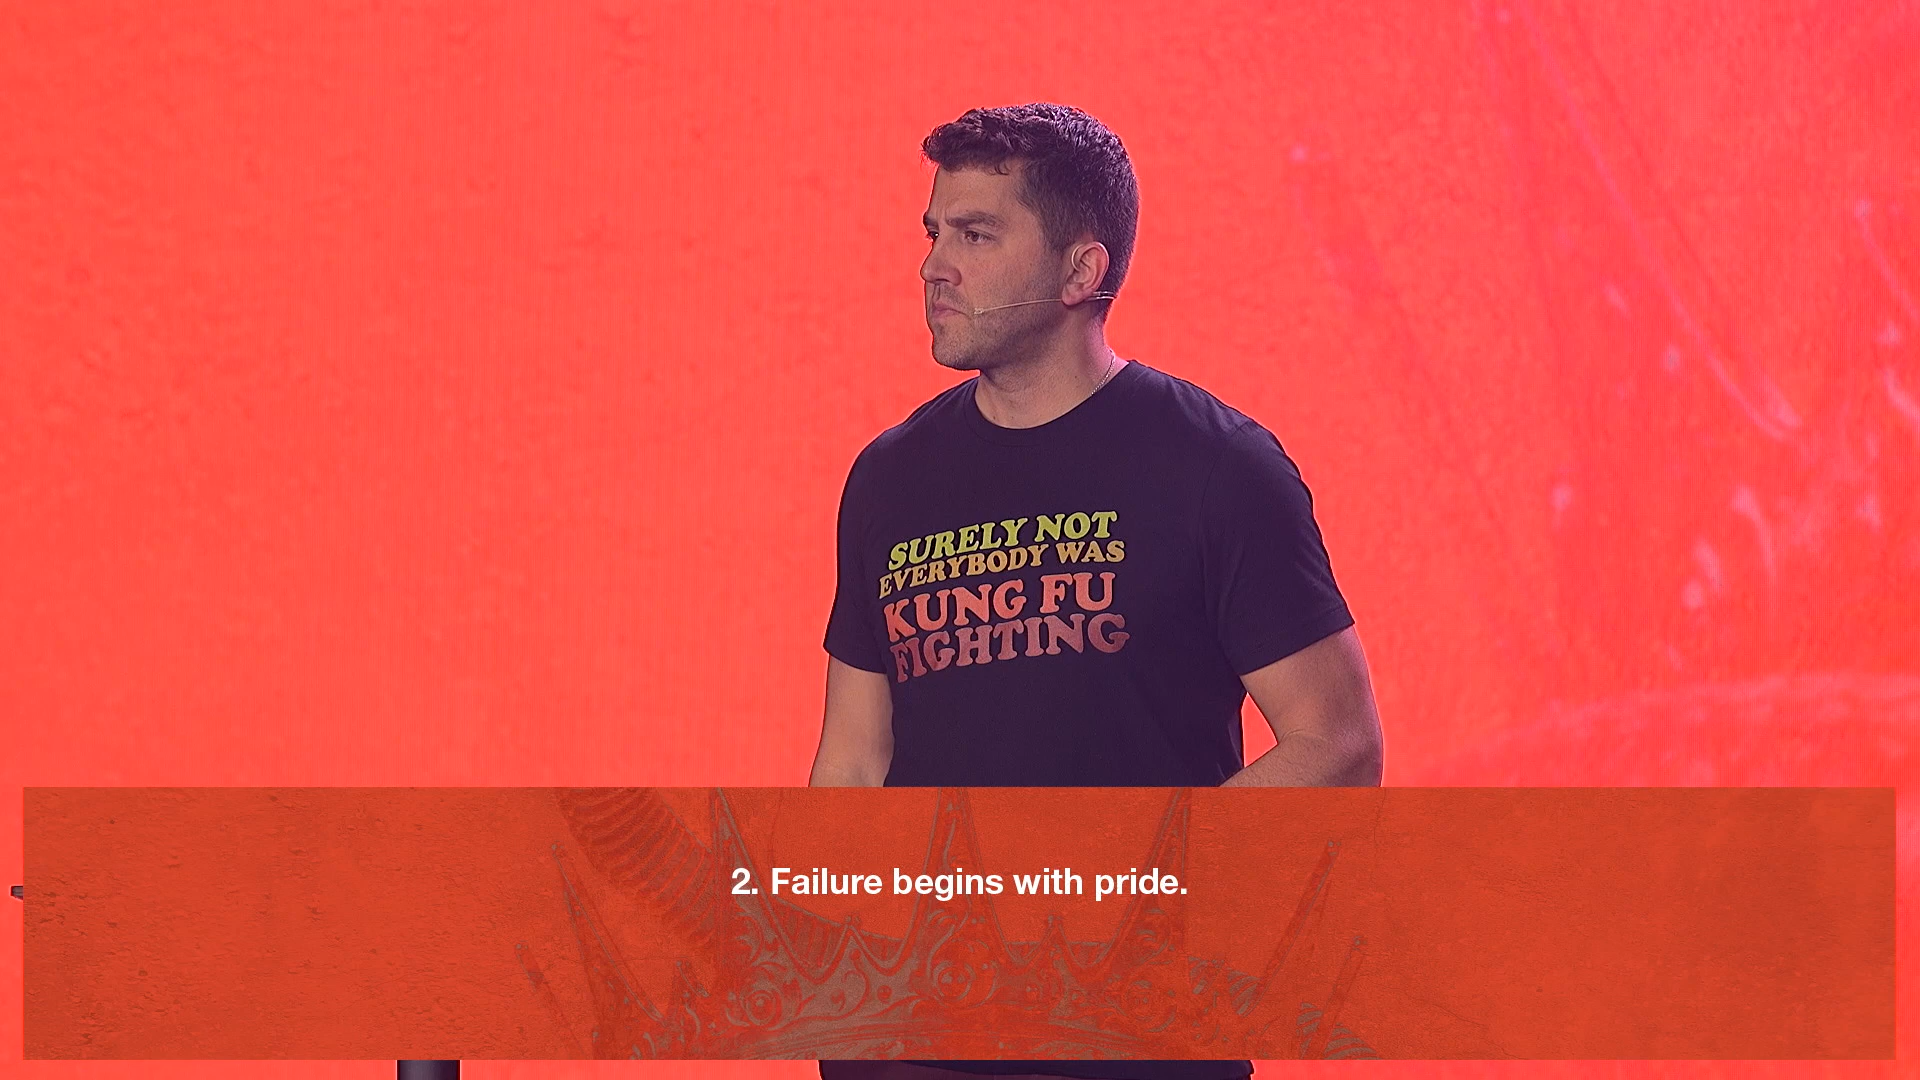 SURELY NOT
EVERYBODY WAS
KUNG FU
FIGHTING
2. Failure begins with pride.